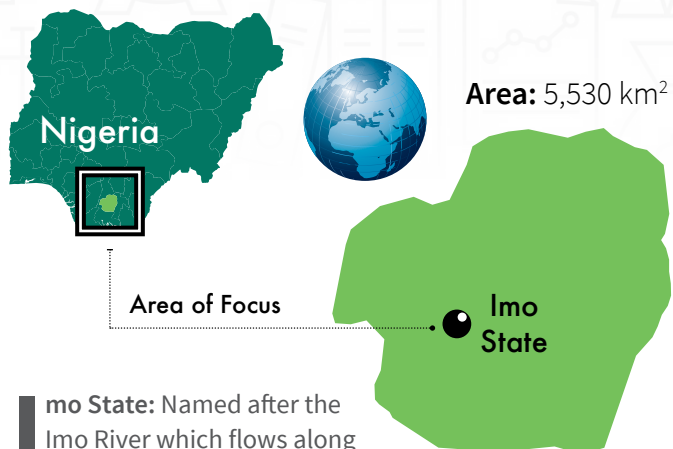 Nigeria
Area: 5,530 km²
Area of Focus
Imo
State
Imo State: Named after the
Imo River which flows along